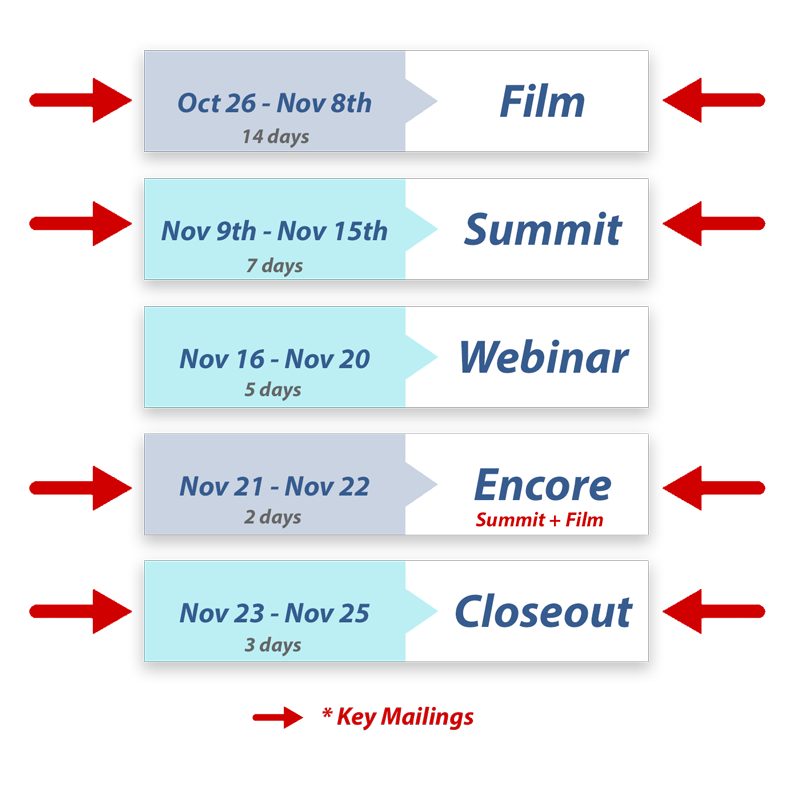 Oct 26 - Nov 8th
14 days
Film
Nov 9th - Nov 15th
7 days
Summit
Nov 16 - Nov 20
5 days
Webinar
Nov 21 - Nov 22
2 days
Encore
Summit + Film
Nov 23 - Nov 25
3 days
Closeout
* Key Mailings